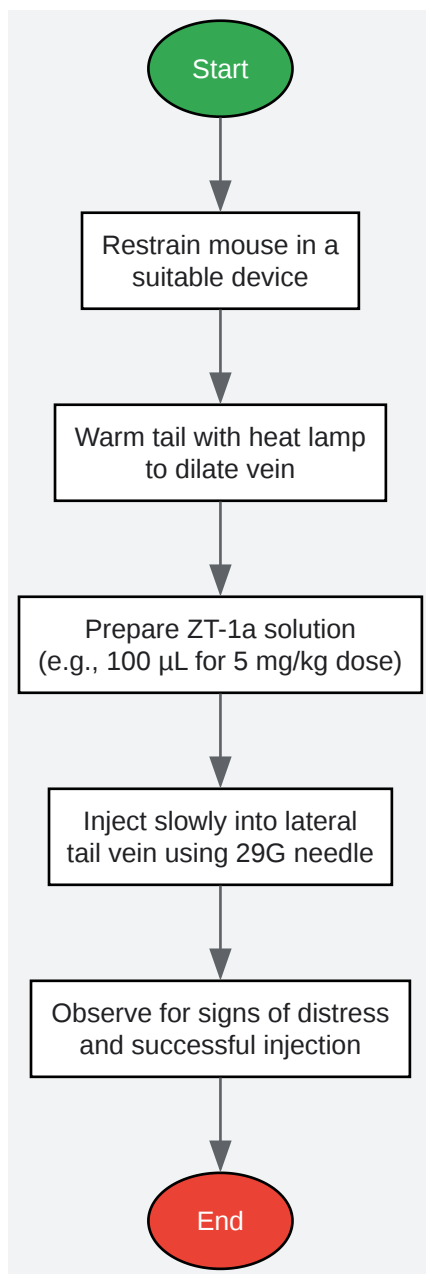 Start
Restrain mouse in a
suitable device
Warm tail with heat lamp
to dilate vein
Prepare ZT-1a solution
(e.g., 100 µL for 5 mg/kg dose)
Inject slowly into lateral
tail vein using 29G needle
Observe for signs of distress
and successful injection
End